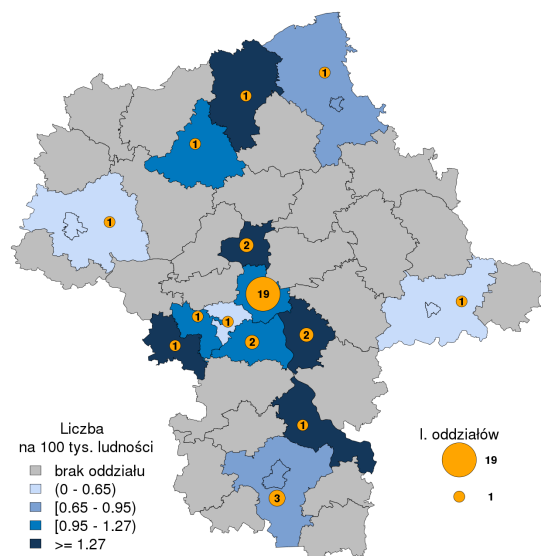 1
1
1
1
2
19
1
1
1
1
2
2
1
3
Liczba
na 100 tys. ludności
brak oddziału
(0 - 0.65)
[0.65 - 0.95)
[0.95 - 1.27)
>= 1.27
l. oddziałów
19
1